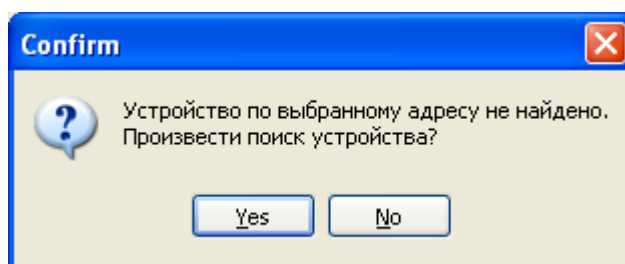 Confirm
Устройство по выбранному адресу не найдено.
Произвести поиск устройства?
Yes No